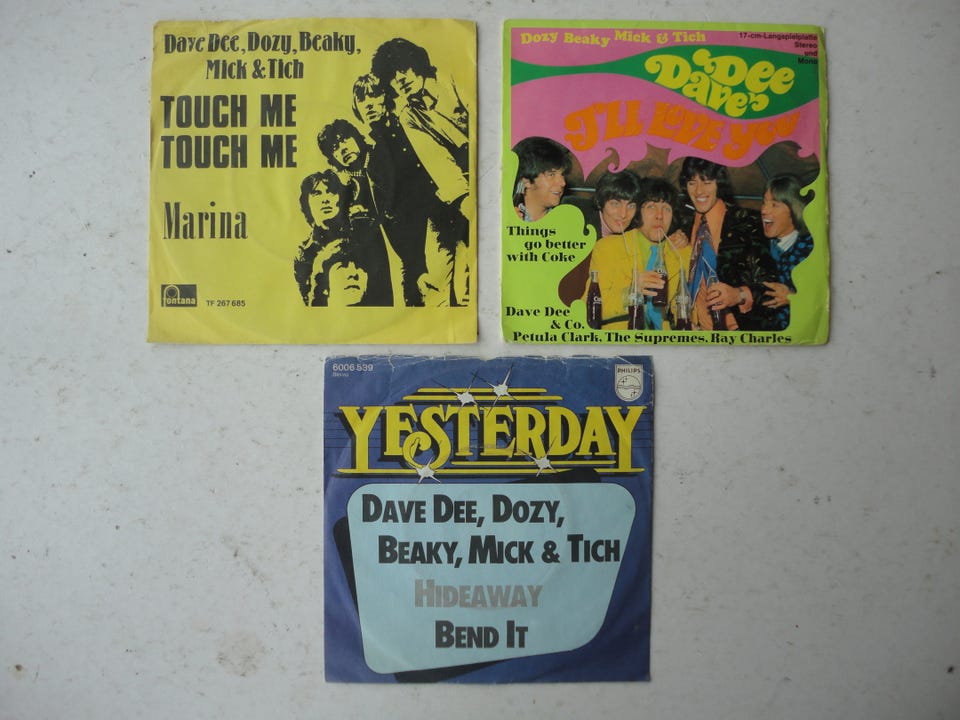 Dave Dee, Dozy, Beaky,
Mick & Tich
TOUCH ME
TOUCH ME
Marina
fontana
TF 267 685
Dozy Beaky Mick & Tich
17-cm-Langspielplatte
Stereo
und
Mono
Dave Dee
I'LL LOVE YOU
Things
go better
with Coke
Dave Dee
& Co.
Petula Clark, The Supremes, Ray Charles
6006 539
Stereo
PHILIPS
YESTERDAY
DAVE DEE, DOZY,
BEAKY, MICK & TICH
HIDEAWAY
BEND IT